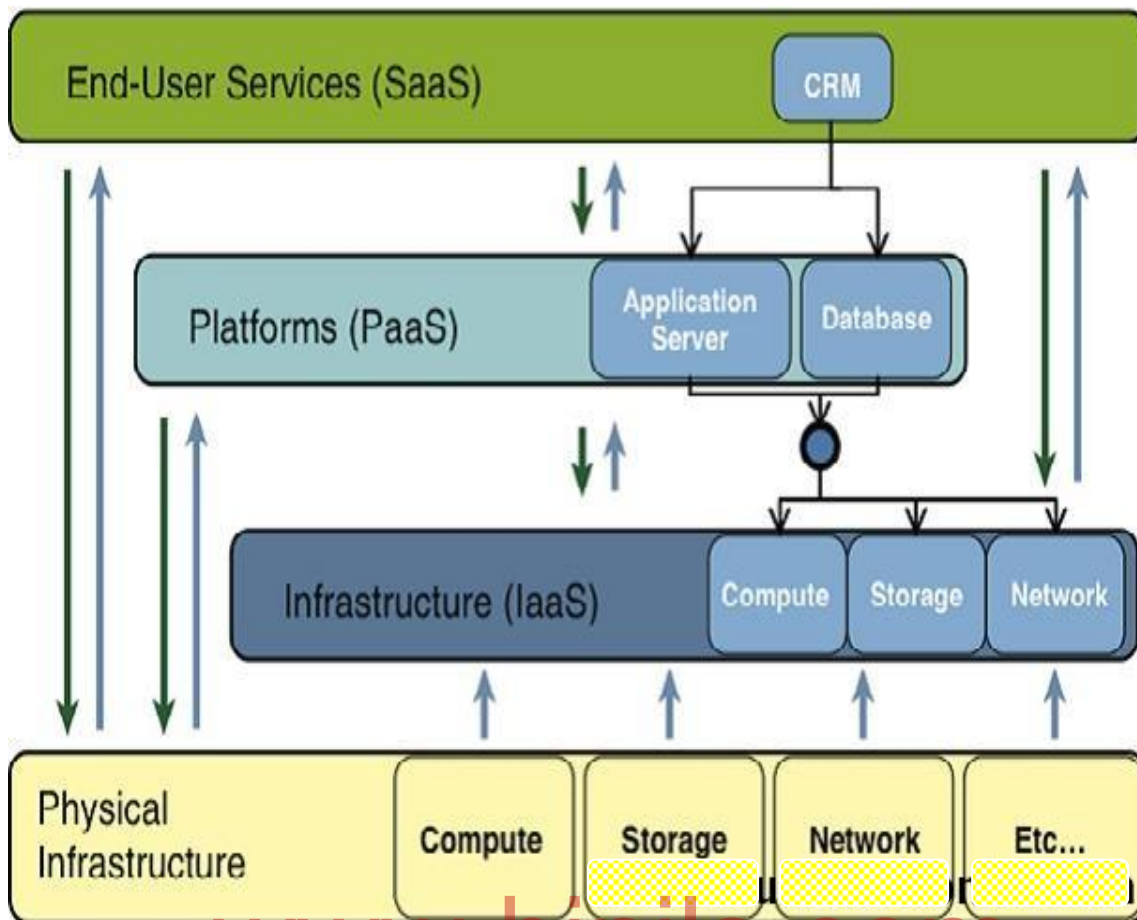 End-User Services (SaaS)
CRM
Platforms (PaaS)
Application
Server
Database
Infrastructure (IaaS)
Compute
Storage
Network
Physical
Infrastructure
Compute
Storage
Network
Etc...